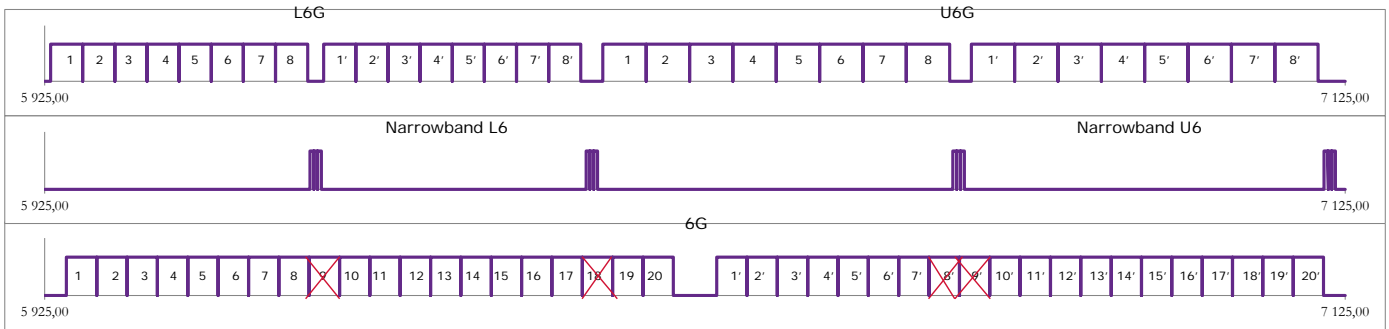 L6G U6G
1 2 3 4 5 6 7 8 1′ 2′ 3′ 4′ 5′ 6′ 7′ 8′ 1 2 3 4 5 6 7 8 1′ 2′ 3′ 4′ 5′ 6′ 7′ 8′
5 925,00 7 125,00
Narrowband L6 Narrowband U6
5 925,00 7 125,00
6G
1 2 3 4 5 6 7 8 9 10 11 12 13 14 15 16 17 18 19 20 1′ 2′ 3′ 4′ 5′ 6′ 7′ 8′ 9′ 10′ 11′ 12′ 13′ 14′ 15′ 16′ 17′ 18′ 19′ 20′
5 925,00 7 125,00